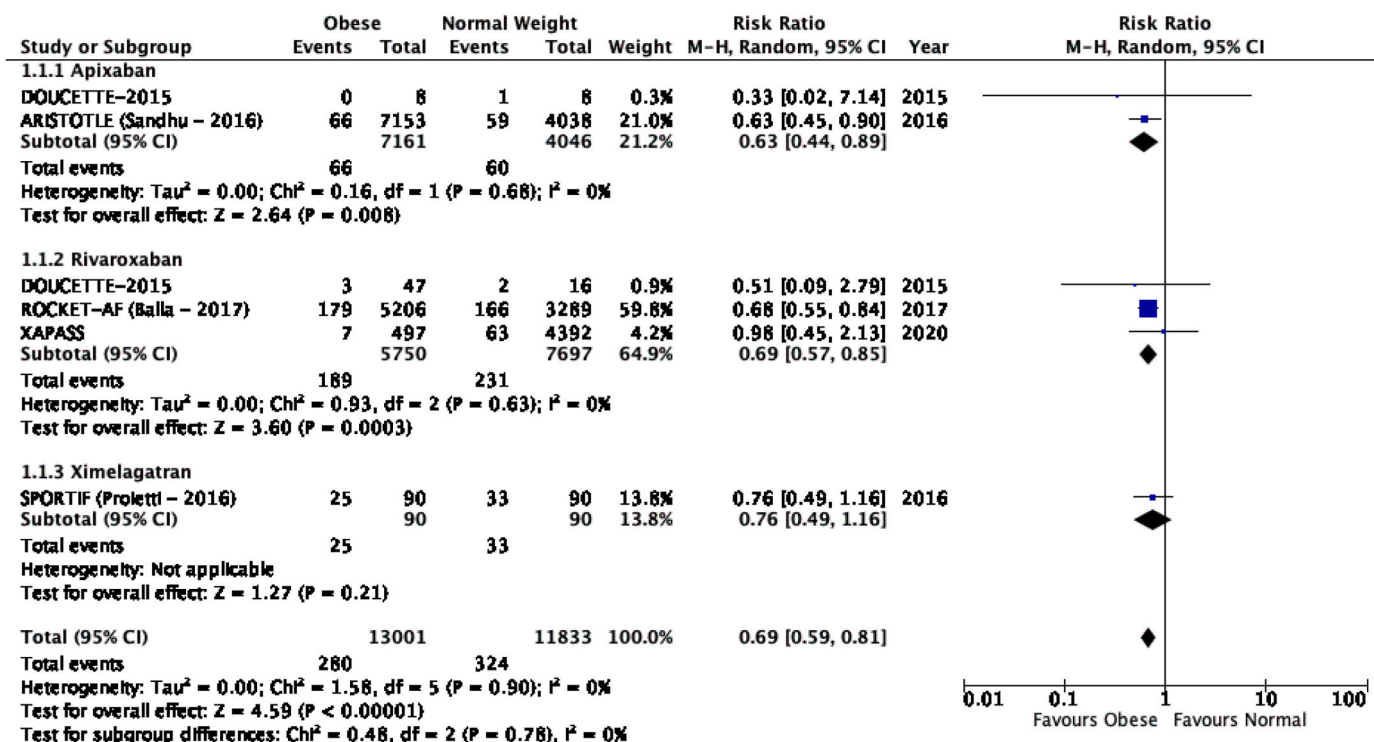 Obese Normal Weight Risk Ratio Risk Ratio
Study or Subgroup Events Total Events Total Weight M-H, Random, 95% CI Year M-H, Random, 95% CI
1.1.1 Apixaban
DOUCETTE-2015 0 8 1 8 0.3% 0.33 [0.02, 7.14] 2015
ARISTOTLE (Sandhu - 2016) 66 7153 59 4038 21.0% 0.63 [0.45, 0.90] 2016
Subtotal (95% CI) 7161 4046 21.2% 0.63 [0.44, 0.89]
Total events 66 60
Heterogeneity: Tau² = 0.00; Chi² = 0.16, df = 1 (P = 0.68); I² = 0%
Test for overall effect: Z = 2.64 (P = 0.008)
1.1.2 Rivaroxaban
DOUCETTE-2015 3 47 2 16 0.9% 0.51 [0.09, 2.79] 2015
ROCKET-AF (Balla - 2017) 179 5206 166 3289 59.8% 0.68 [0.55, 0.84] 2017
XAPASS 7 497 63 4392 4.2% 0.98 [0.45, 2.13] 2020
Subtotal (95% CI) 5750 7697 64.9% 0.69 [0.57, 0.85]
Total events 189 231
Heterogeneity: Tau² = 0.00; Chi² = 0.93, df = 2 (P = 0.63); I² = 0%
Test for overall effect: Z = 3.60 (P = 0.0003)
1.1.3 Ximelagatran
SPORTIF (Proietti - 2016) 25 90 33 90 13.8% 0.76 [0.49, 1.16] 2016
Subtotal (95% CI) 90 90 13.8% 0.76 [0.49, 1.16]
Total events 25 33
Heterogeneity: Not applicable
Test for overall effect: Z = 1.27 (P = 0.21)
Total (95% CI) 13001 11833 100.0% 0.69 [0.59, 0.81]
Total events 280 324
Heterogeneity: Tau² = 0.00; Chi² = 1.58, df = 5 (P = 0.90); I² = 0%
Test for overall effect: Z = 4.59 (P < 0.00001)
Test for subgroup differences: Chi² = 0.48, df = 2 (P = 0.78), I² = 0%
0.01 0.1 1 10 100
Favours Obese Favours Normal